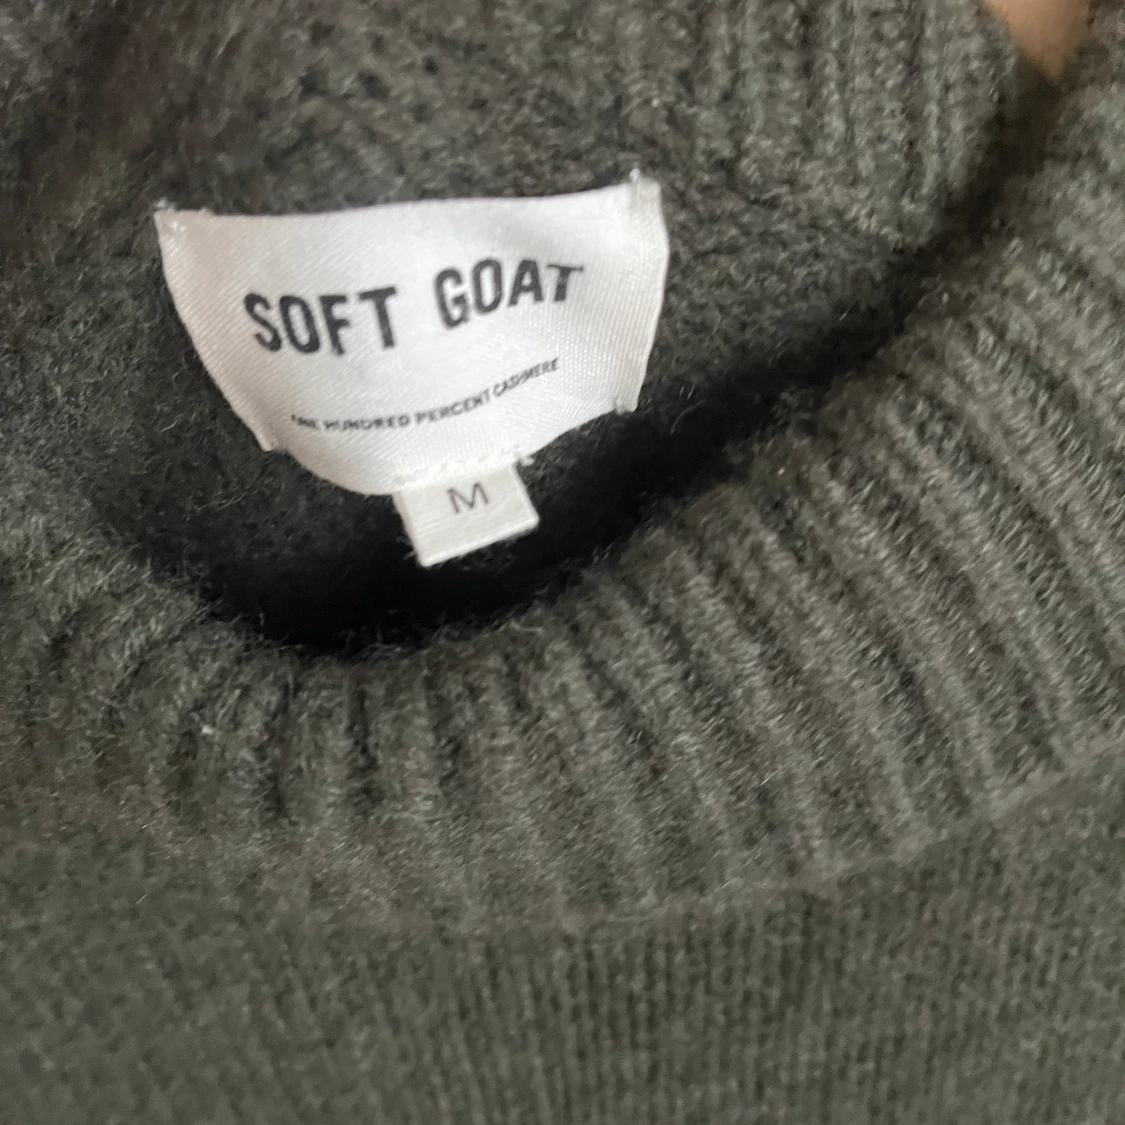 SOFT GOAT
ONE HUNDRED PERCENT CASHMERE
M